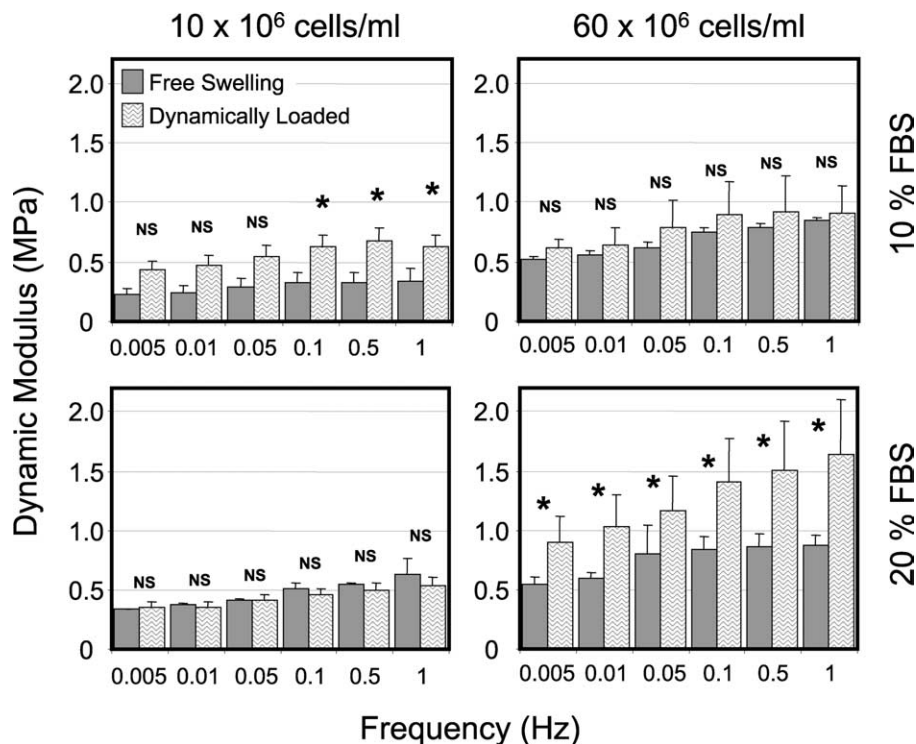 10 x 10⁶ cells/ml
60 x 10⁶ cells/ml
Dynamic Modulus (MPa)
2.0
1.5
1.0
0.5
0
Free Swelling
Dynamically Loaded
NS NS NS * * *
0.005 0.01 0.05 0.1 0.5 1
2.0
1.5
1.0
0.5
0
NS NS NS NS NS NS
0.005 0.01 0.05 0.1 0.5 1
10 % FBS
2.0
1.5
1.0
0.5
0
NS NS NS NS NS NS
0.005 0.01 0.05 0.1 0.5 1
2.0
1.5
1.0
0.5
0
* * * * * *
0.005 0.01 0.05 0.1 0.5 1
20 % FBS
Frequency (Hz)